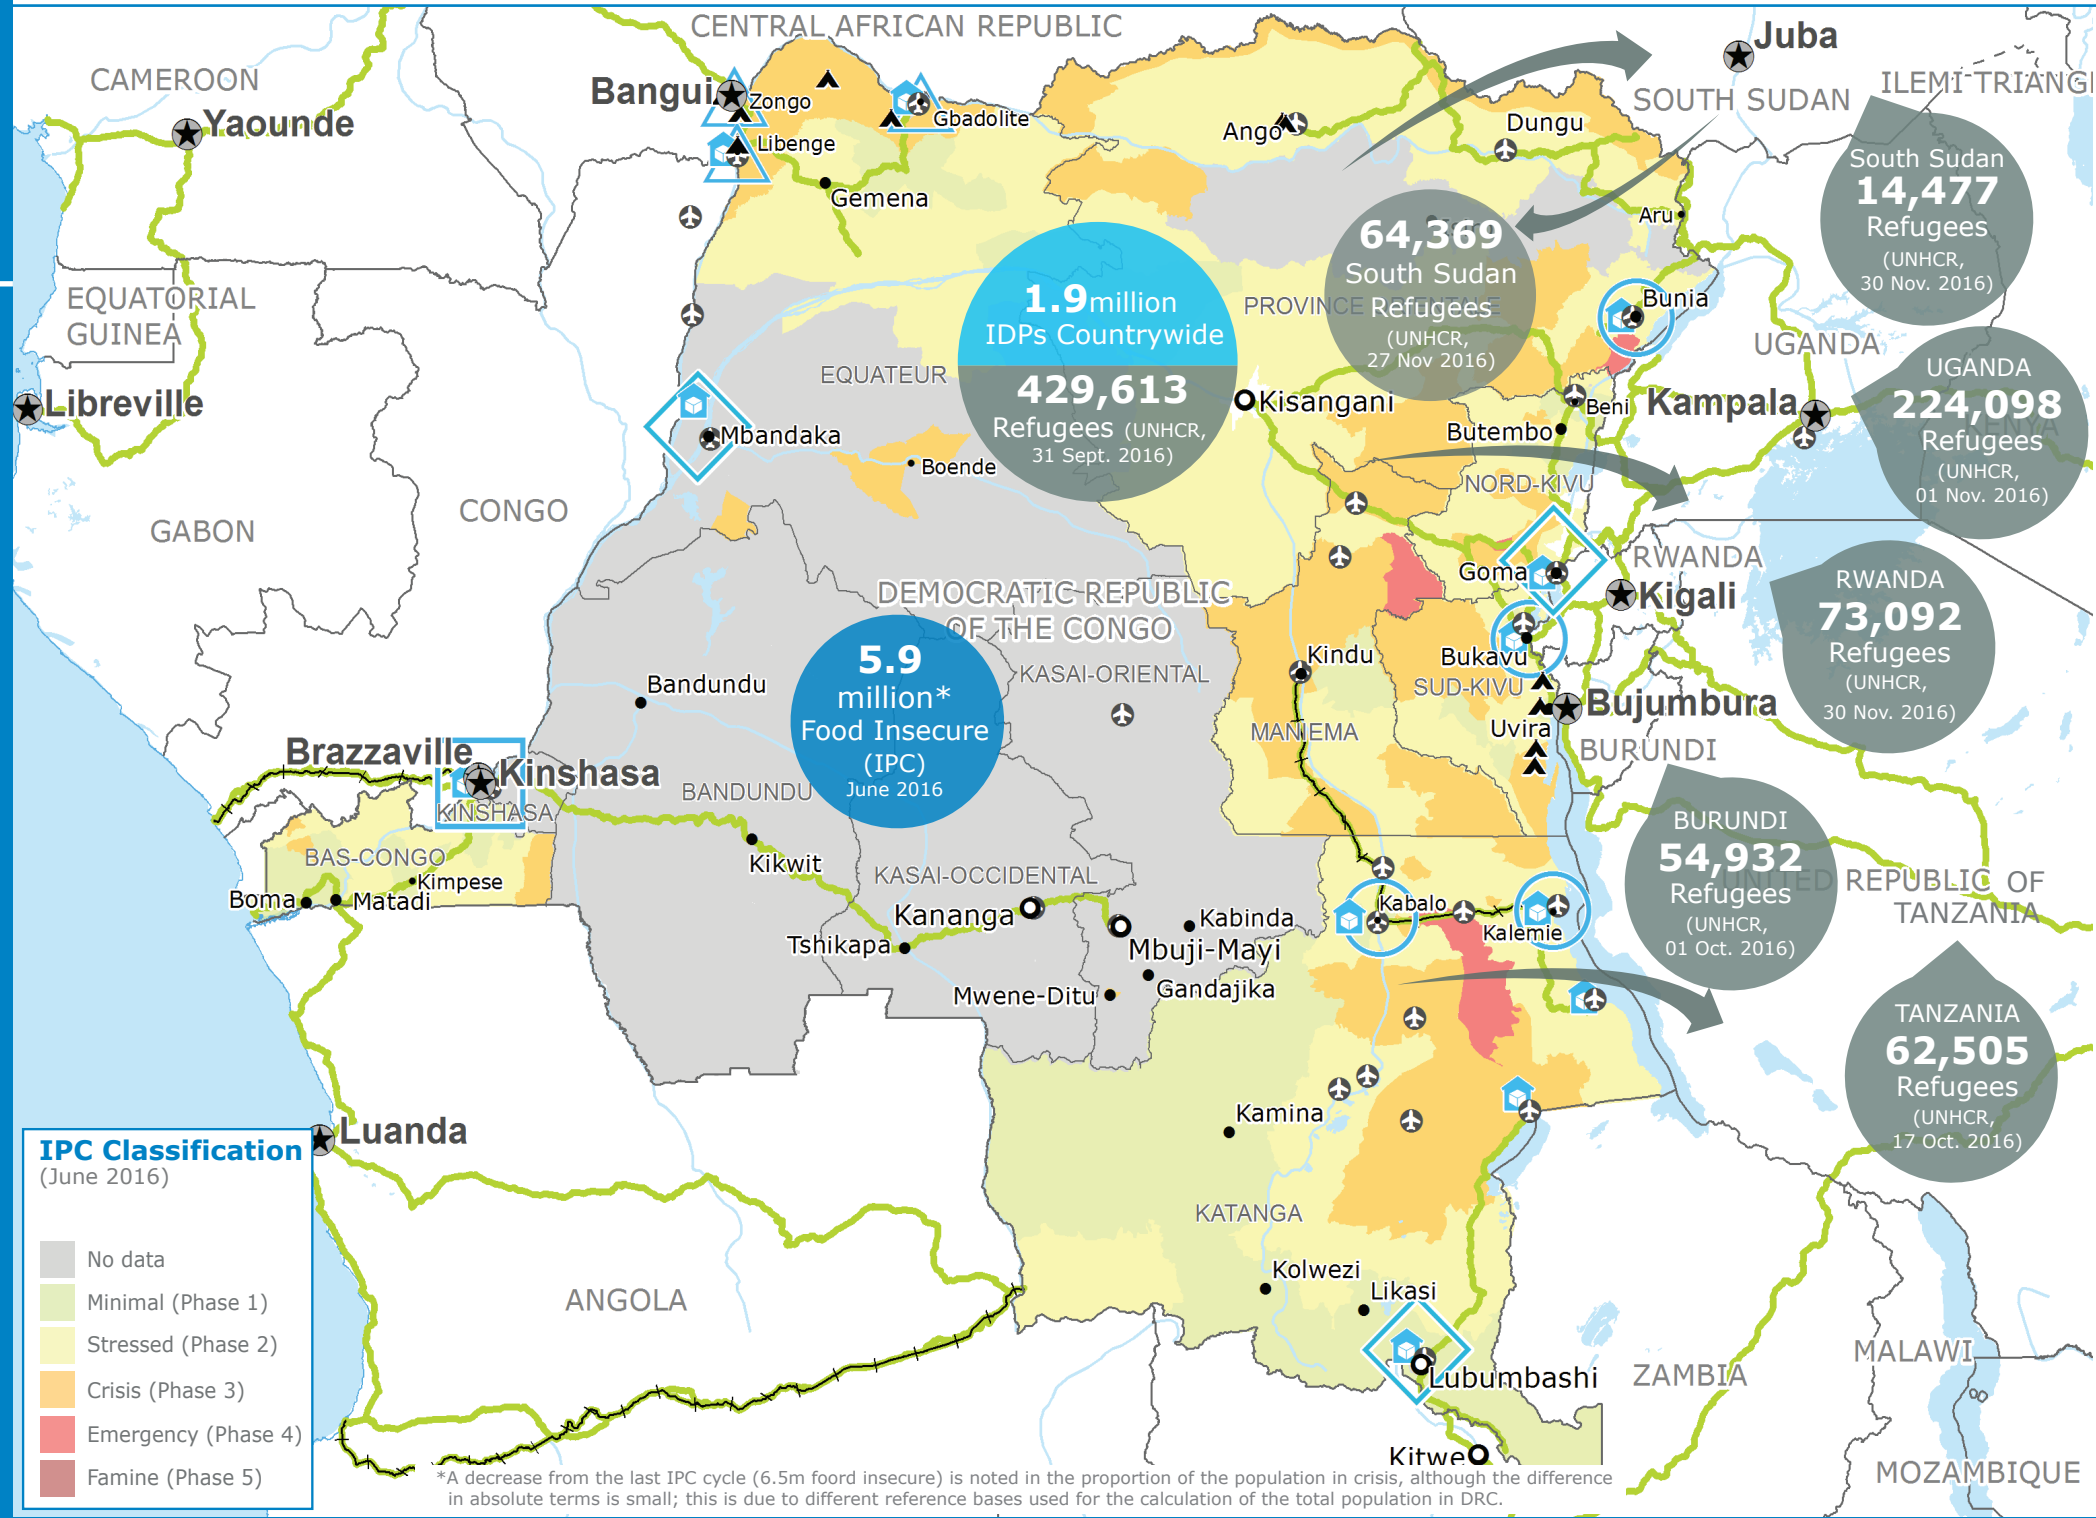 CENTRAL AFRICAN REPUBLIC
Juba
CAMEROON
Bangui
Zongo
ILEMI TRIANGL
SOUTH SUDAN
Yaounde
Gbadolite
Ango
Dungu
Libenge
Gemena
Aru
South Sudan
14,477
Refugees
(UNHCR,
30 Nov. 2016)
64,369
South Sudan
Refugees
(UNHCR,
27 Nov 2016)
EQUATORIAL
GUINEA
1.9million
IDPs Countrywide
429,613
Refugees (UNHCR,
31 Sept. 2016)
PROVINCE ORIENTALE
Bunia
UGANDA
EQUATEUR
UGANDA
224,098
Refugees
(UNHCR,
01 Nov. 2016)
KENYA
Libreville
Kisangani
Beni
Kampala
Mbandaka
Butembo
Boende
NORD-KIVU
CONGO
GABON
RWANDA
Goma
Kigali
RWANDA
73,092
Refugees
(UNHCR,
30 Nov. 2016)
DEMOCRATIC REPUBLIC
OF THE CONGO
5.9
million*
Food Insecure
(IPC)
June 2016
KASAI-ORIENTAL
Kindu
Bukavu
SUD-KIVU
Bandundu
Bujumbura
Uvira
MANIEMA
BURUNDI
Brazzaville
Kinshasa
KINSHASA
BANDUNDU
BURUNDI
54,932
Refugees
(UNHCR,
01 Oct. 2016)
BAS-CONGO
Kikwit
KASAI-OCCIDENTAL
Kimpese
Boma
Matadi
UNITED REPUBLIC OF
TANZANIA
Kananga
Kabinda
Kabalo
Kalemie
Tshikapa
Mbuji-Mayi
Mwene-Ditu
Gandajika
TANZANIA
62,505
Refugees
(UNHCR,
17 Oct. 2016)
Kamina
Luanda
IPC Classification
(June 2016)
No data
Minimal (Phase 1)
Stressed (Phase 2)
Crisis (Phase 3)
Emergency (Phase 4)
Famine (Phase 5)
KATANGA
Kolwezi
Likasi
ANGOLA
Lubumbashi
ZAMBIA
MALAWI
Kitwe
MOZAMBIQUE
*A decrease from the last IPC cycle (6.5m foord insecure) is noted in the proportion of the population in crisis, although the difference
in absolute terms is small; this is due to different reference bases used for the calculation of the total population in DRC.